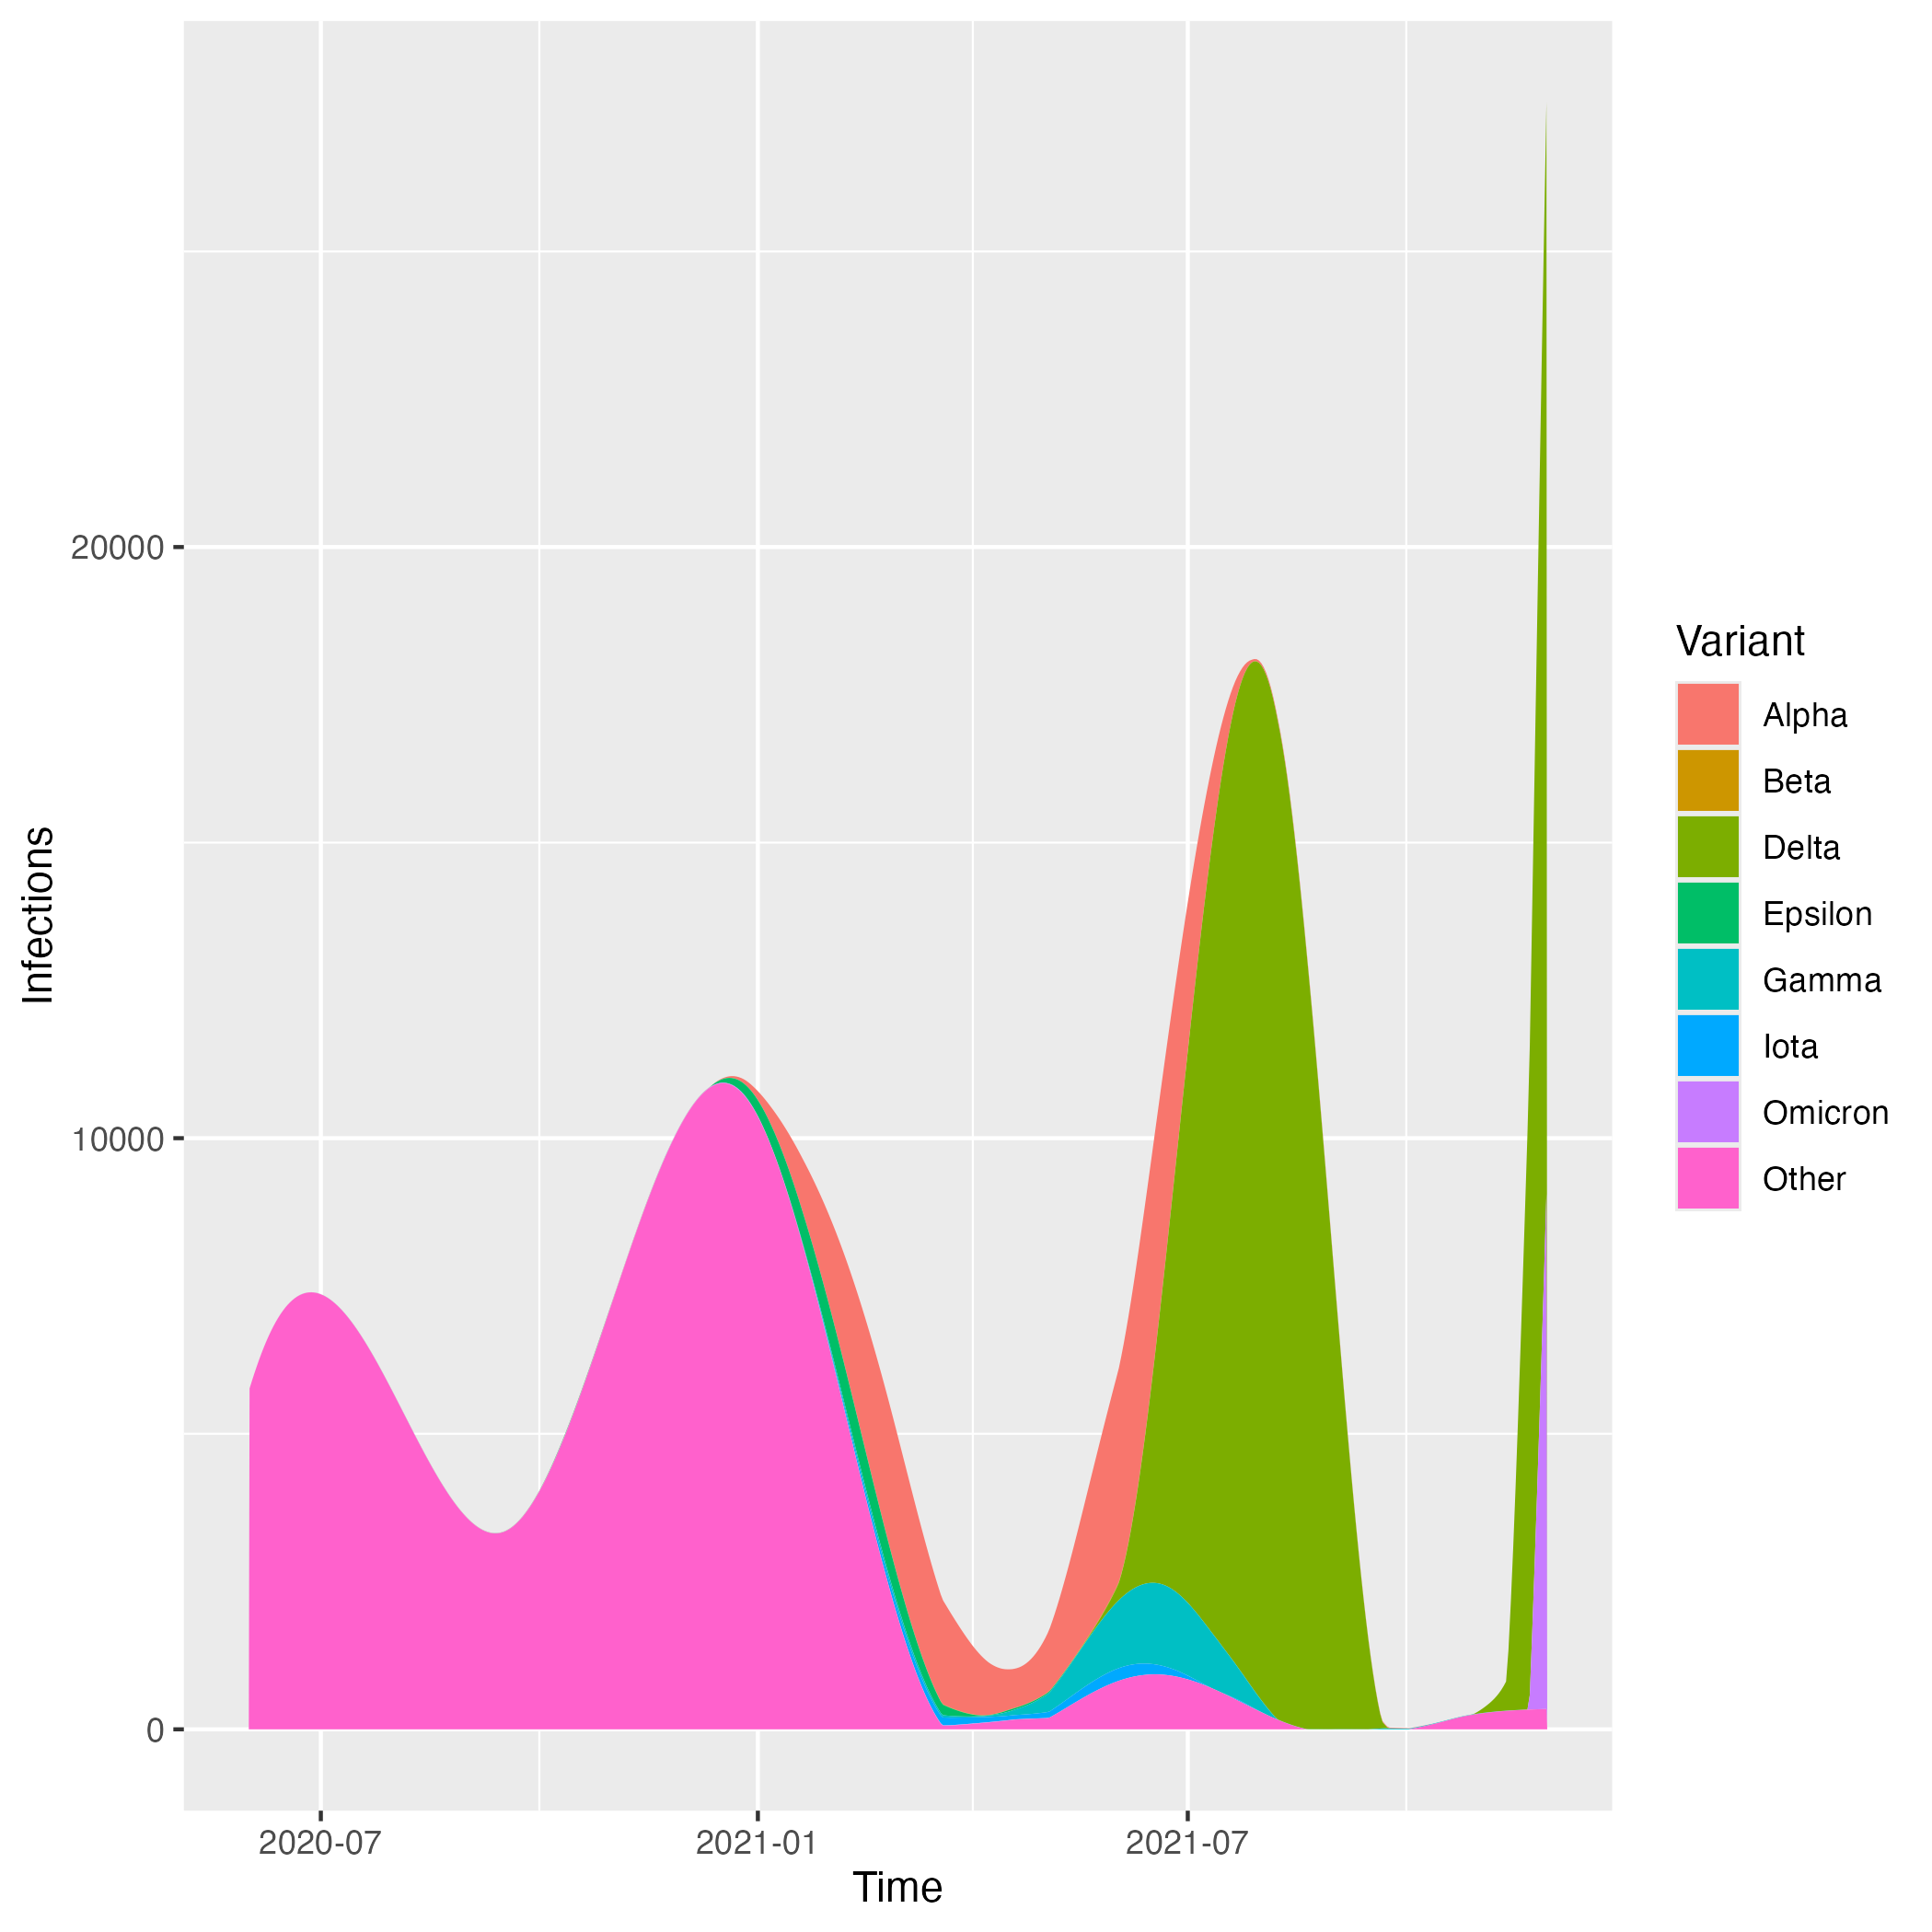 Infections
20000
10000
0
2020-07
2021-01
2021-07
Time
Variant
Alpha
Beta
Delta
Epsilon
Gamma
Iota
Omicron
Other